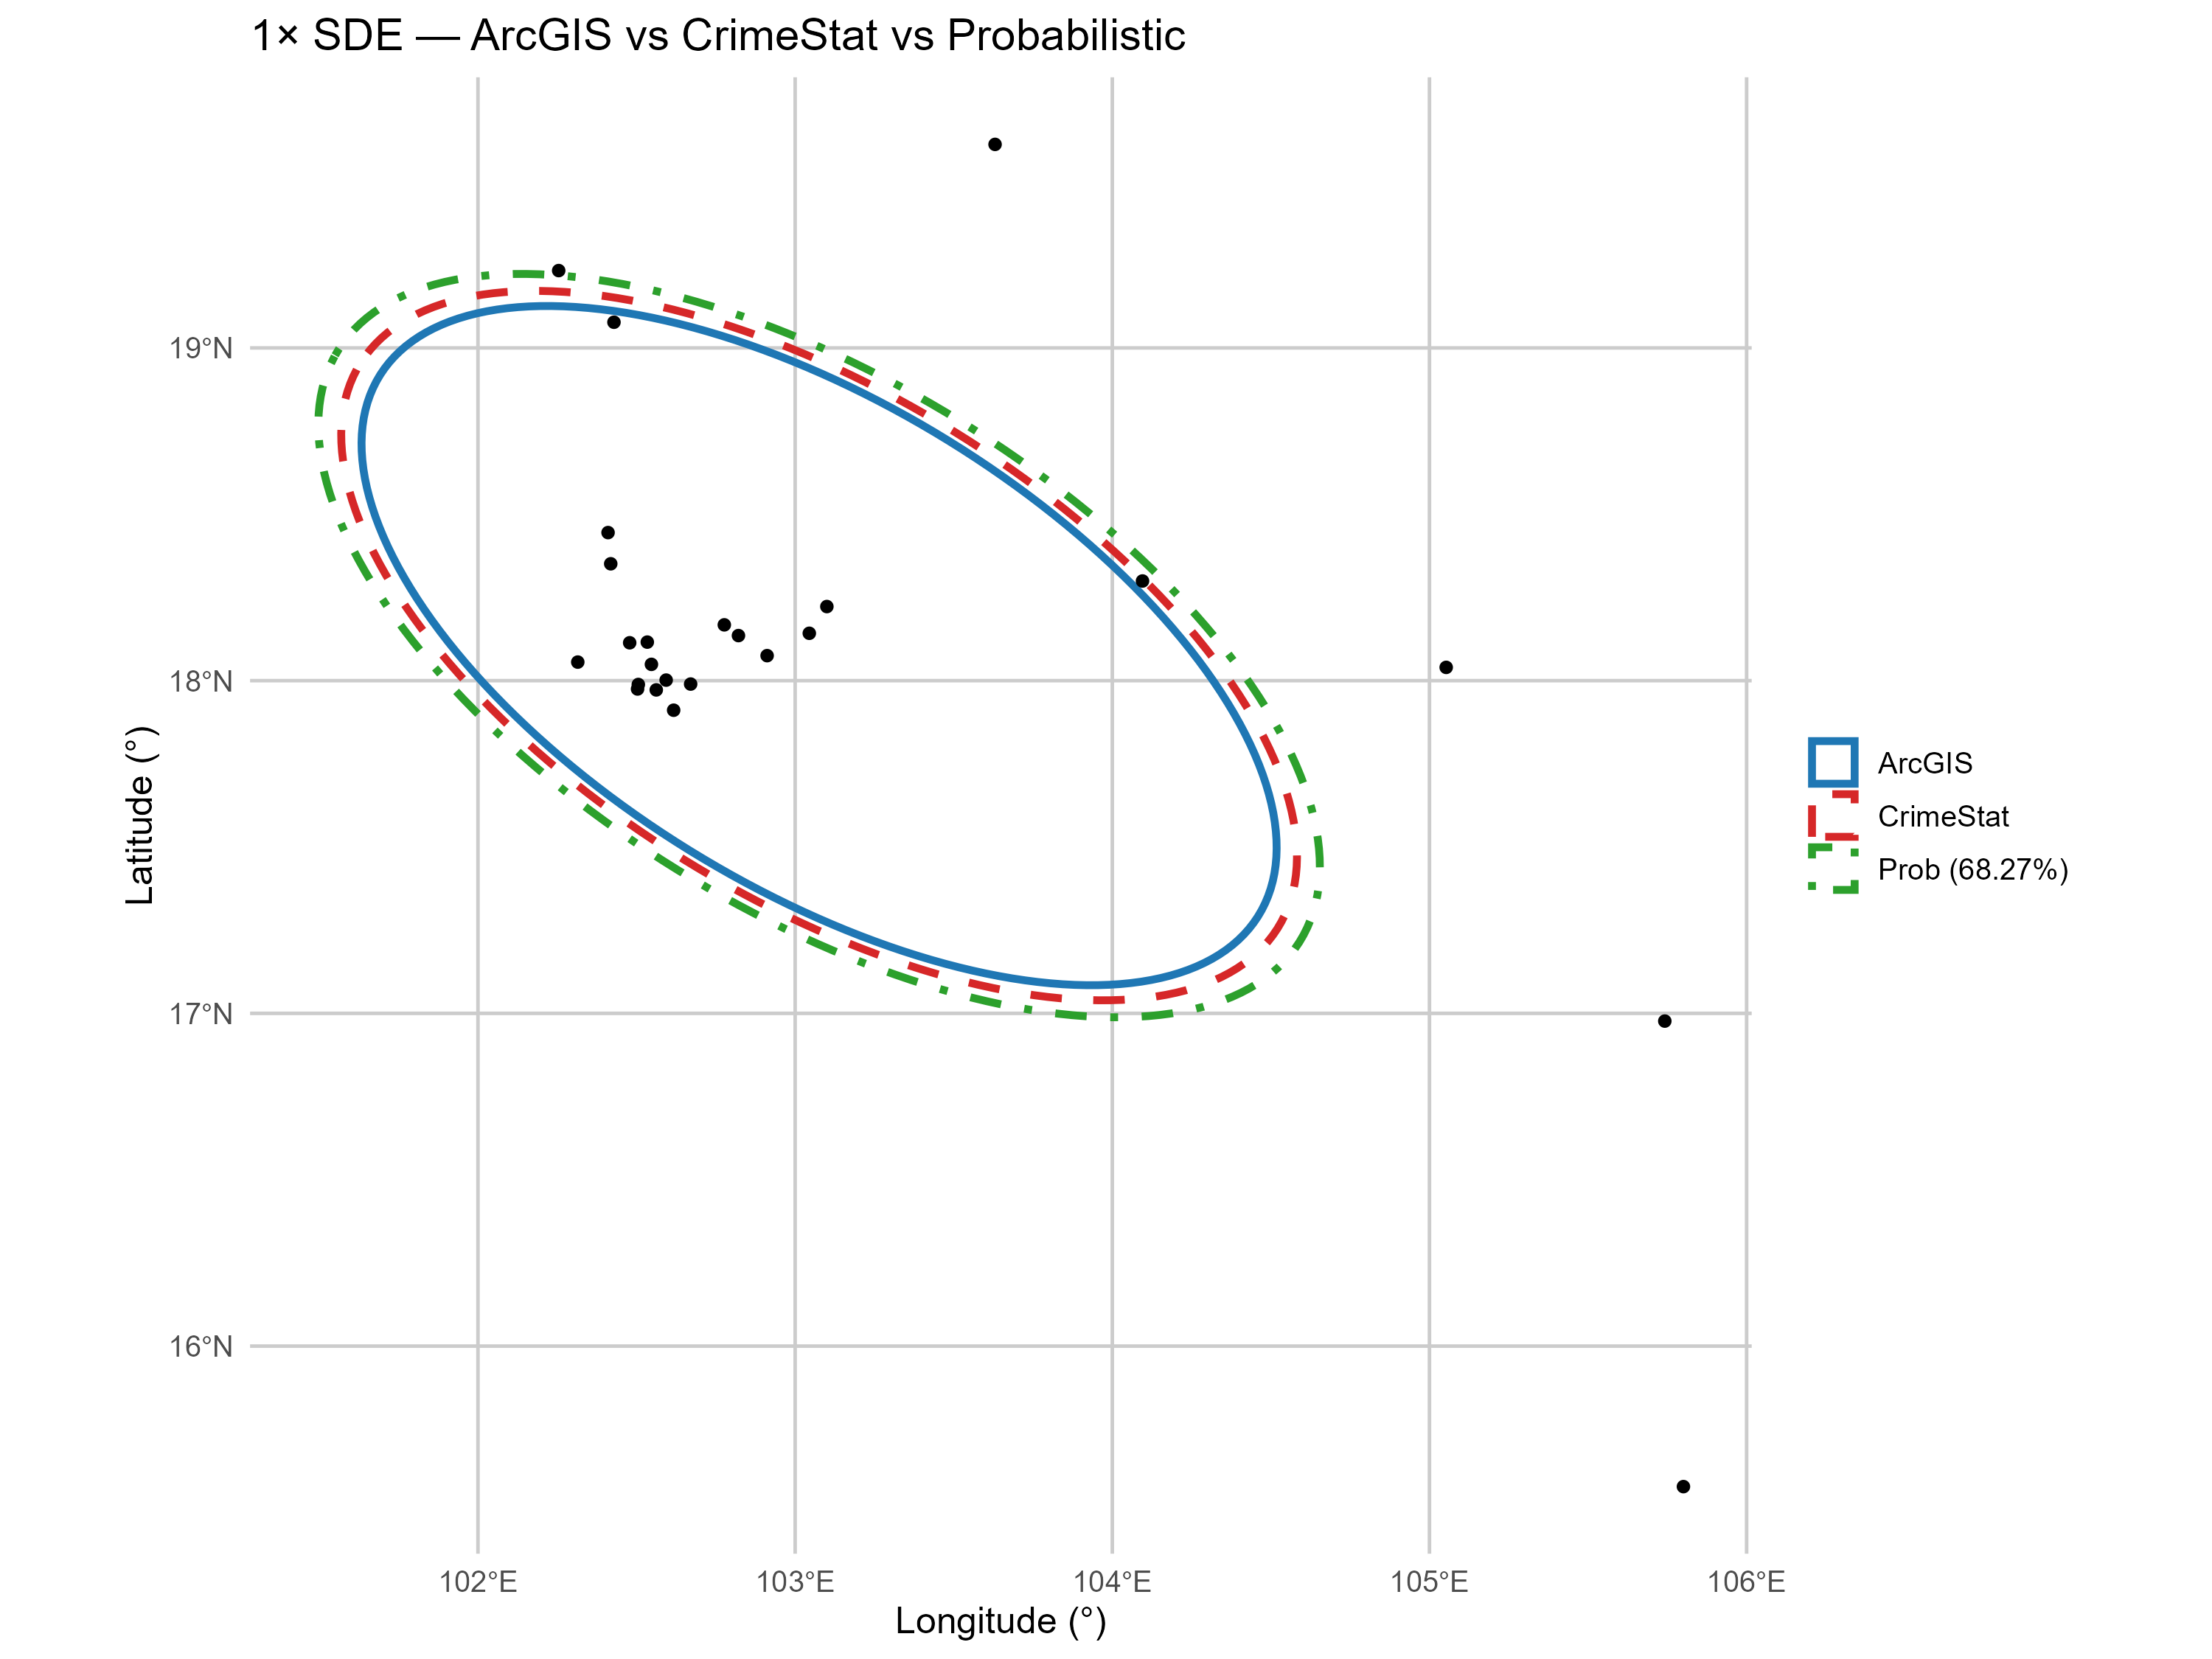 1× SDE — ArcGIS vs CrimeStat vs Probabilistic
19°N
18°N
17°N
16°N
Latitude (°)
102°E
103°E
104°E
105°E
106°E
Longitude (°)
ArcGIS
CrimeStat
Prob (68.27%)